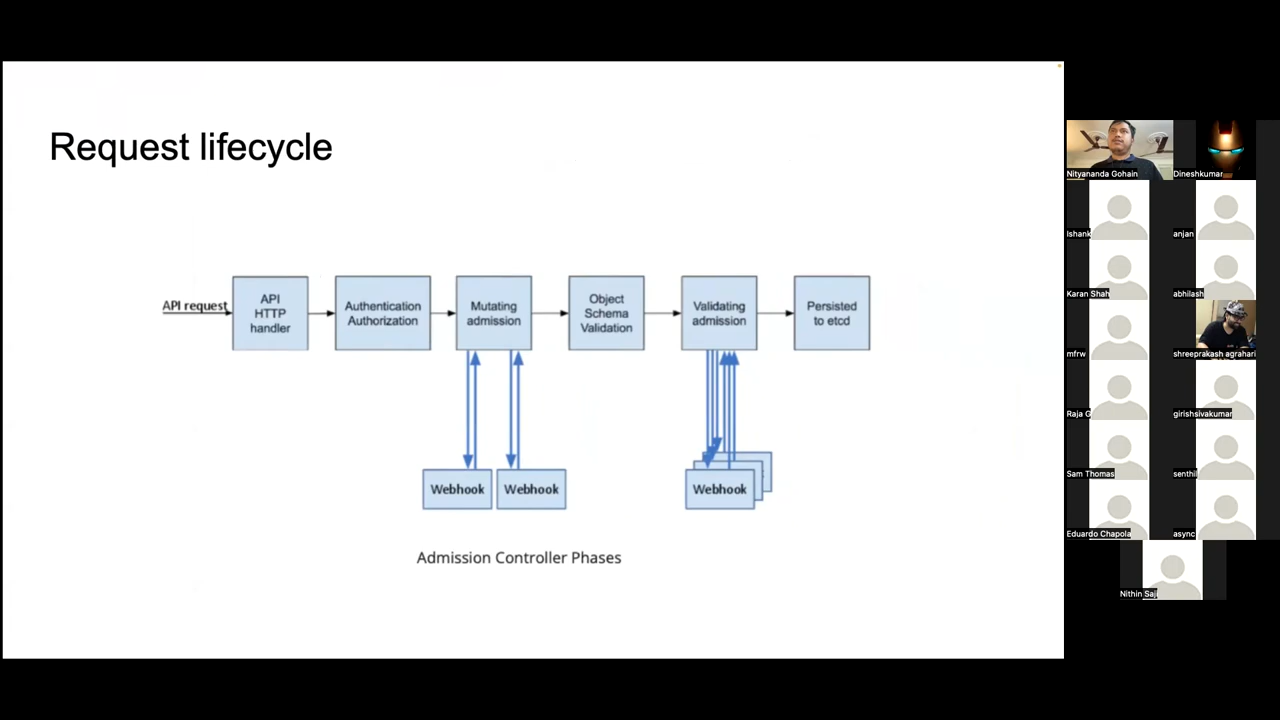 Request lifecycle
API request
API
HTTP
handler
Authentication
Authorization
Mutating
admission
Object
Schema
Validation
Validating
admission
Persisted
to etcd
Webhook
Webhook
Webhook
Admission Controller Phases
Nityananda Gohain
Dineshkumar
Ishank
anjan
Karan Shah
abhilash
mfrw
shreeprakash agrahari
Raja G
girishsivakumar
Sam Thomas
senthil
Eduardo Chapola
async
Nithin Saji